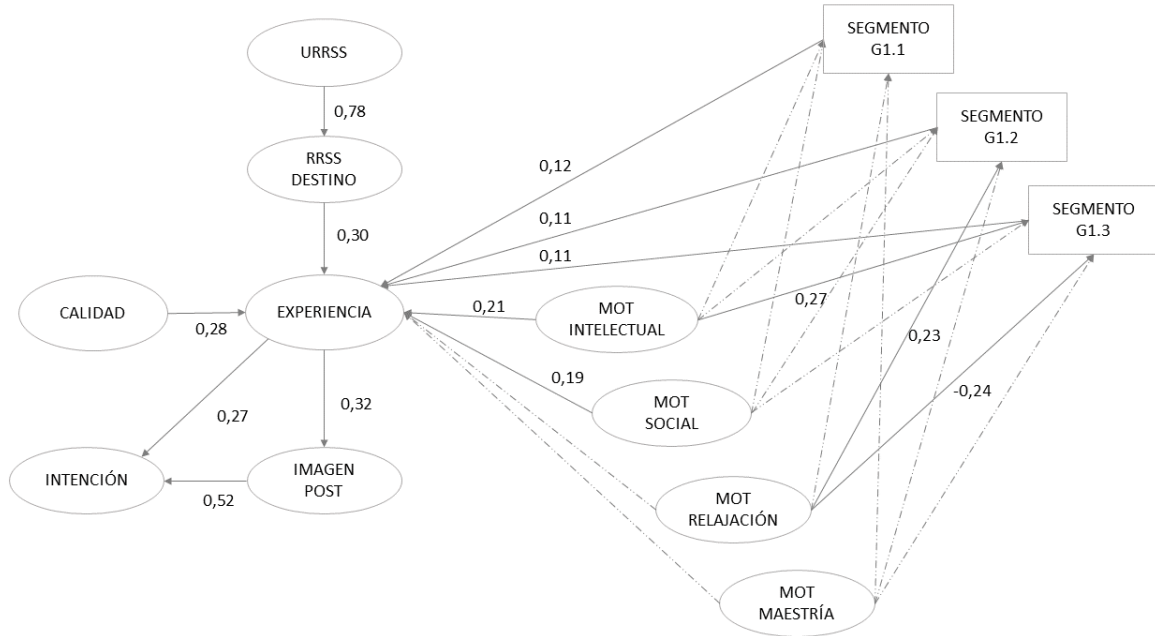 URRSS
0,78
RRSS
DESTINO
0,30
CALIDAD
0,28
EXPERIENCIA
0,27
0,32
INTENCIÓN
0,52
IMAGEN
POST
SEGMENTO
G1.1
SEGMENTO
G1.2
SEGMENTO
G1.3
0,12
0,11
0,11
0,21
MOT
INTELECTUAL
0,27
0,19
MOT
SOCIAL
0,23
-0,24
MOT
RELAJACIÓN
MOT
MAESTRÍA